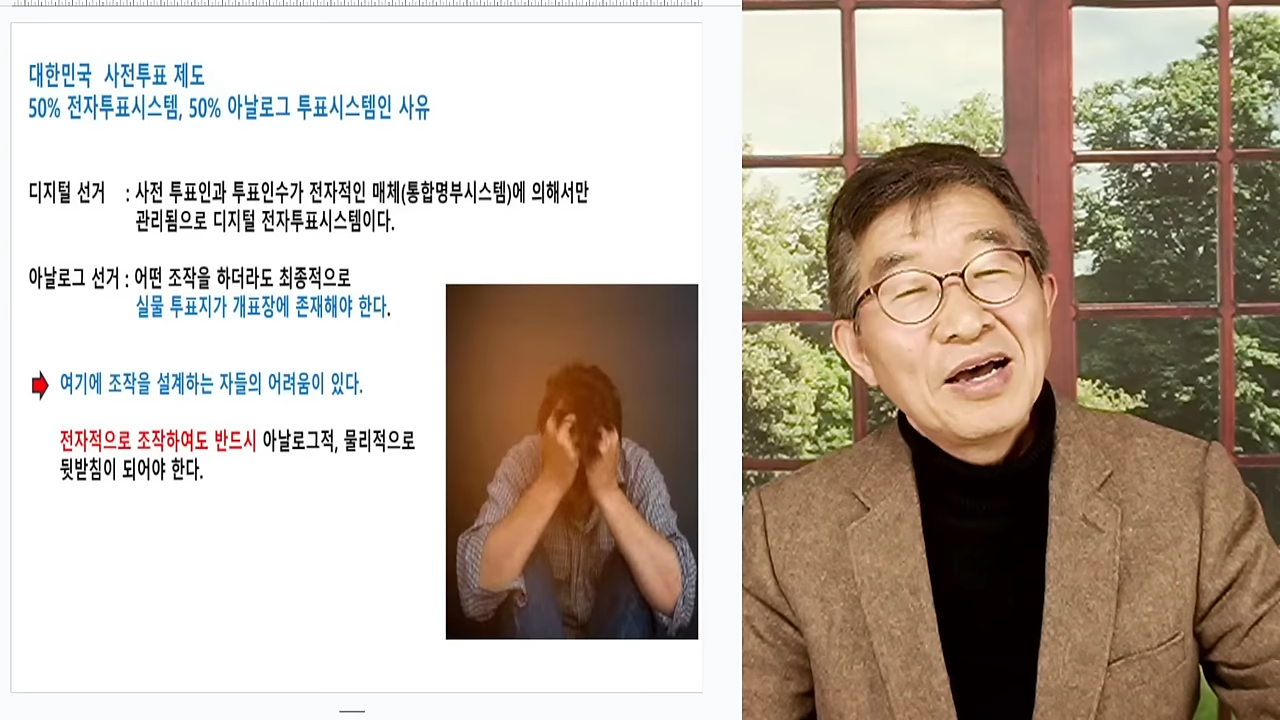 대한민국 사전투표 제도
50% 전자투표시스템, 50% 아날로그 투표시스템인 사유
디지털 선거 : 사전 투표인과 투표인수가 전자적인 매체(통합명부시스템)에 의해서만
관리됨으로 디지털 전자투표시스템이다.
아날로그 선거 : 어떤 조작을 하더라도 최종적으로
실물 투표지가 개표장에 존재해야 한다.
여기에 조작을 설계하는 자들의 어려움이 있다.
전자적으로 조작하여도 반드시 아날로그적, 물리적으로
뒷받침이 되어야 한다.